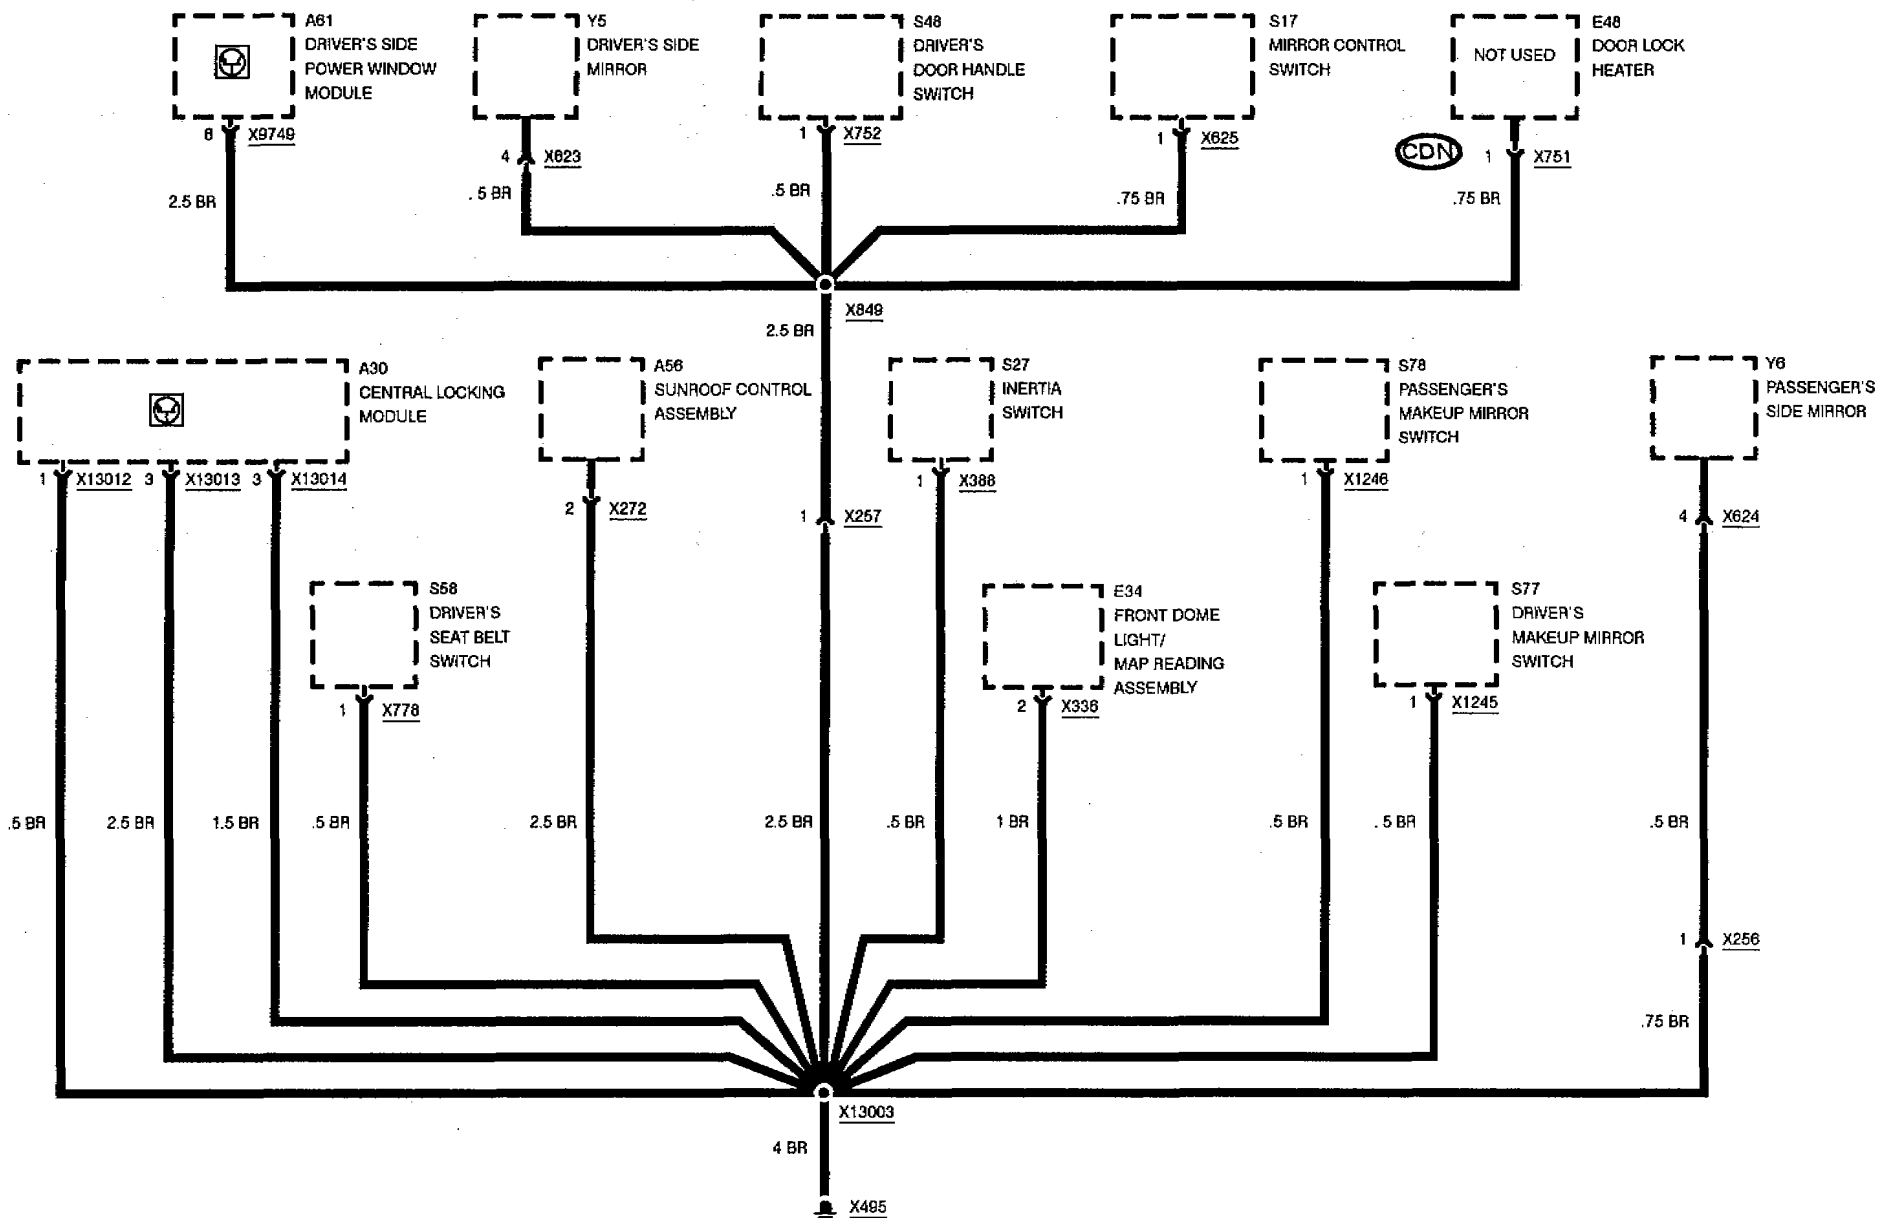 A61
DRIVER'S SIDE
POWER WINDOW
MODULE
6 X9749
2.5 BR
Y5
DRIVER'S SIDE
MIRROR
4 X623
.5 BR
S48
DRIVER'S
DOOR HANDLE
SWITCH
1 X752
.5 BR
S17
MIRROR CONTROL
SWITCH
1 X625
.75 BR
NOT USED
E48
DOOR LOCK
HEATER
CDN
1 X751
.75 BR
X849
2.5 BR
A30
CENTRAL LOCKING
MODULE
1 X13012 3 X13013 3 X13014
A56
SUNROOF CONTROL
ASSEMBLY
2 X272
1 X257
S27
INERTIA
SWITCH
1 X388
S78
PASSENGER'S
MAKEUP MIRROR
SWITCH
1 X1246
Y6
PASSENGER'S
SIDE MIRROR
4 X624
S58
DRIVER'S
SEAT BELT
SWITCH
1 X778
E34
FRONT DOME
LIGHT/
MAP READING
ASSEMBLY
2 X336
S77
DRIVER'S
MAKEUP MIRROR
SWITCH
1 X1245
.5 BR 2.5 BR 1.5 BR .5 BR 2.5 BR 2.5 BR .5 BR 1 BR .5 BR .5 BR .5 BR
1 X256
.75 BR
X13003
4 BR
X495